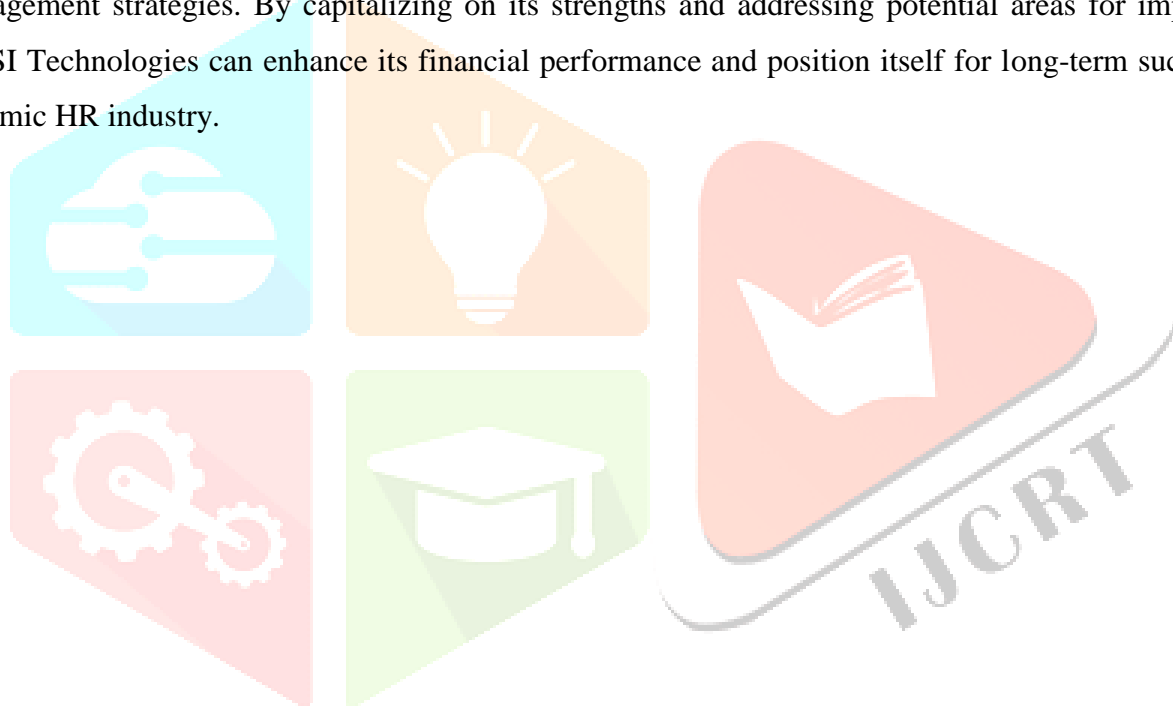 agement strategies. By capitalizing on its strengths and addressing potential areas for imp
SI Technologies can enhance its financial performance and position itself for long-term suc
mic HR industry.
IJCRT